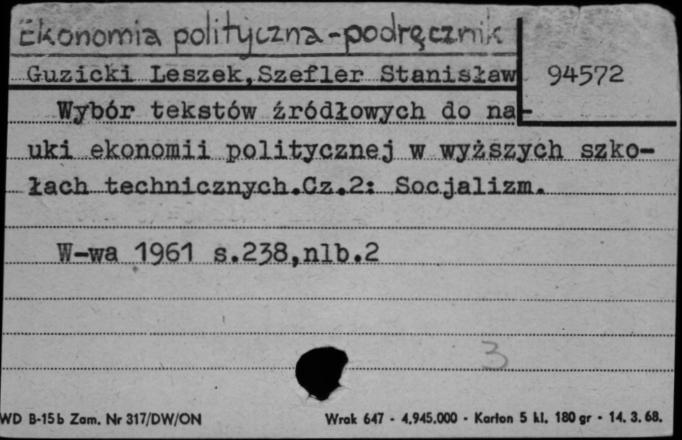 Ekonomia polityczna-podręcznik
Guzicki Leszek,Szefler Stanisław 94572
Wybór tekstów źródłowych do na-
uki ekonomii politycznej w wyższych szko-
łach technicznych.Cz.2: Socjalizm.
W-wa 1961 s.238,nlb.2
3
WD B-15b Zam. Nr 317/DW/ON Wrak 647 - 4.945.000 - Karton 5 kl. 180 gr - 14. 3. 68.